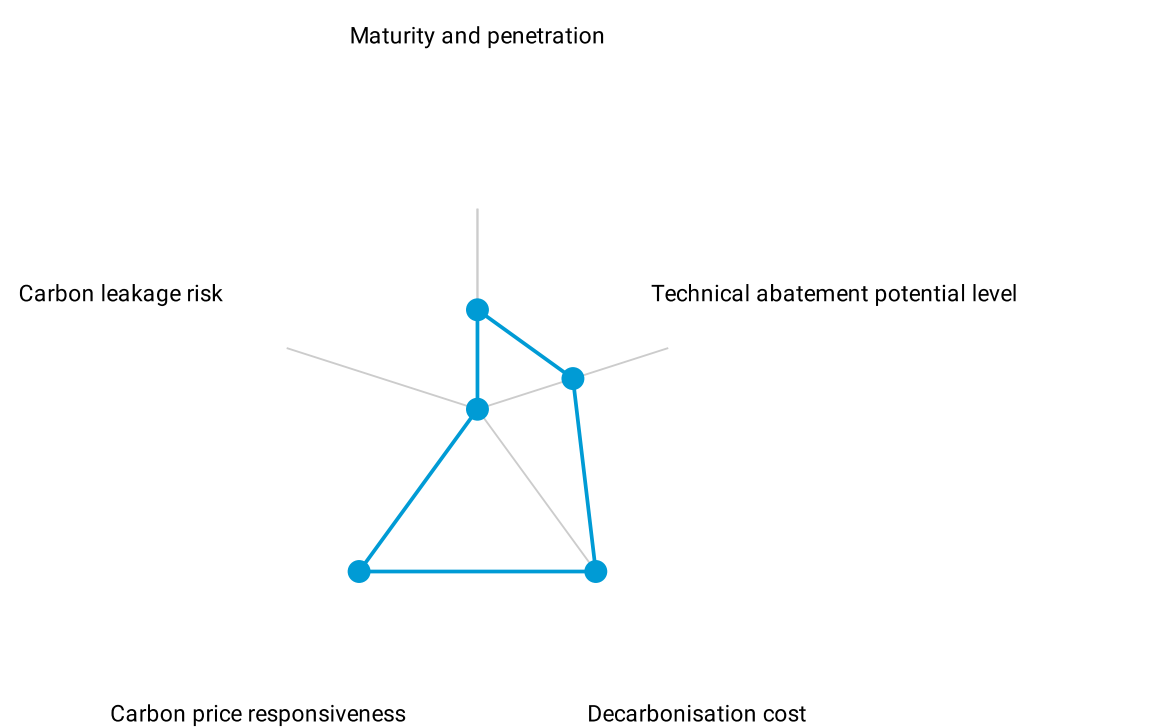 Maturity and penetration
Carbon leakage risk
Technical abatement potential level
Carbon price responsiveness
Decarbonisation cost